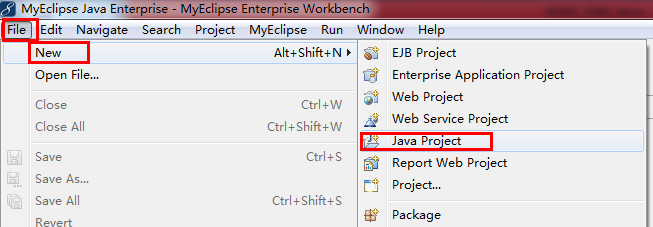 MyEclipse Java Enterprise - MyEclipse Enterprise Workbench
File Edit Navigate Search Project MyEclipse Run Window Help
New Alt+Shift+N
Open File...
Close Ctrl+W
Close All Ctrl+Shift+W
Save Ctrl+S
Save As...
Save All Ctrl+Shift+S
Revert
EJB Project
Enterprise Application Project
Web Project
Web Service Project
Java Project
Report Web Project
Project...
Package